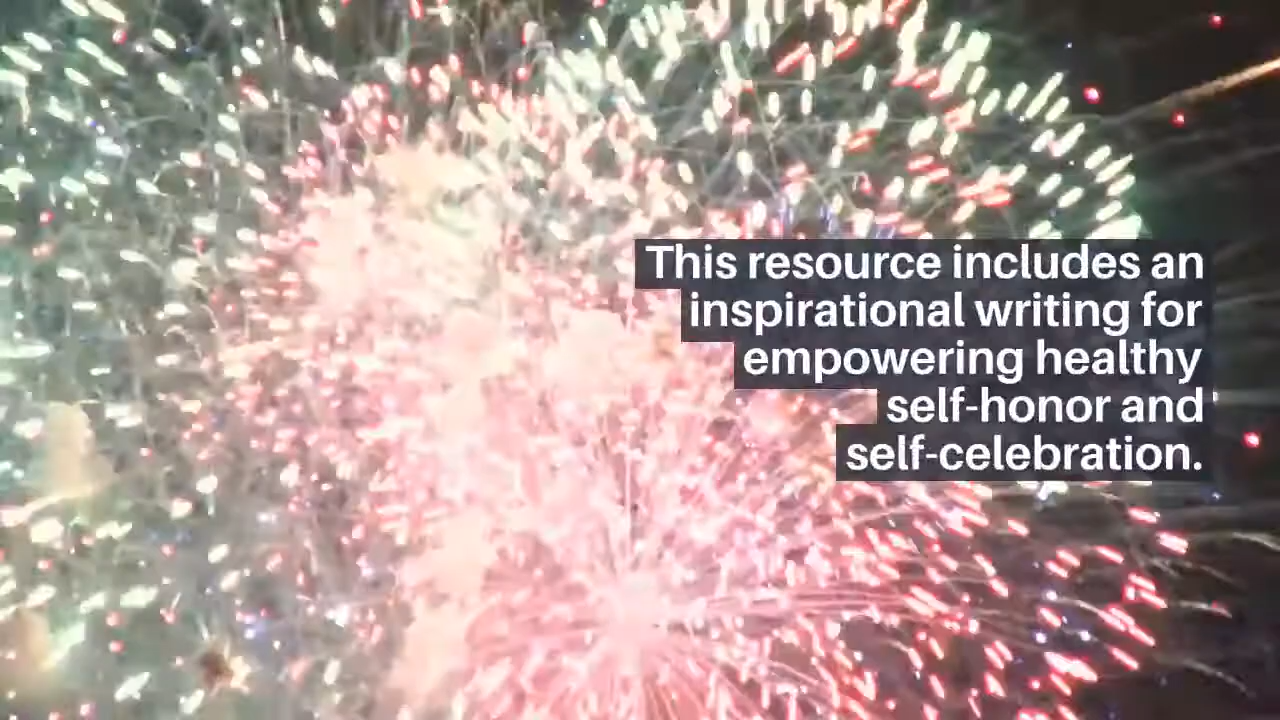 This resource includes an
inspirational writing for
empowering healthy
self-honor and
self-celebration.